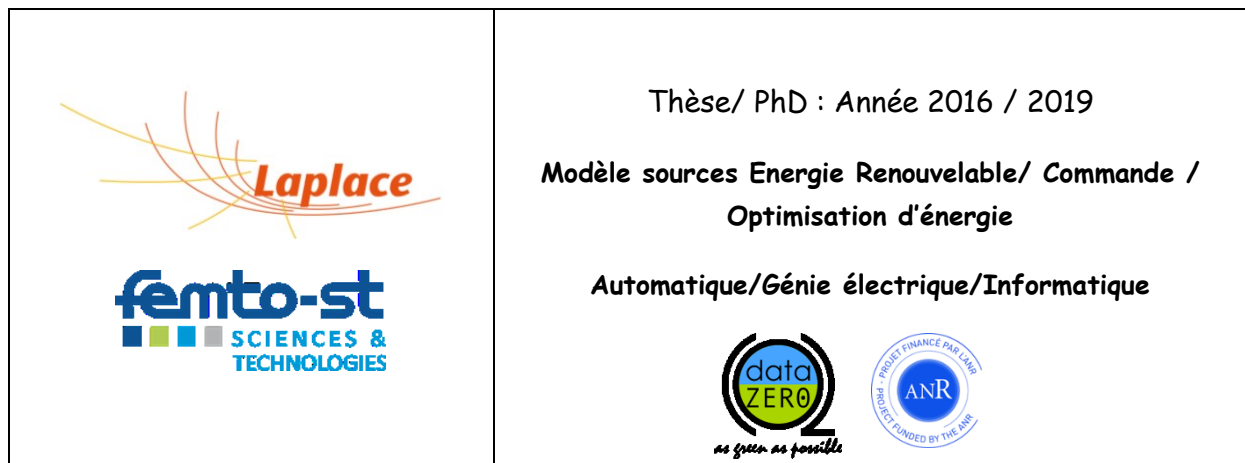 Laplace
femto-st
SCIENCES &
TECHNOLOGIES
Thèse/ PhD : Année 2016 / 2019
Modèle sources Energie Renouvelable/ Commande /
Optimisation d’énergie
Automatique/Génie électrique/Informatique
data
ZERO
as green as possible
PROJET FINANCÉ PAR L'ANR
ANR
PROJECT FUNDED BY THE ANR